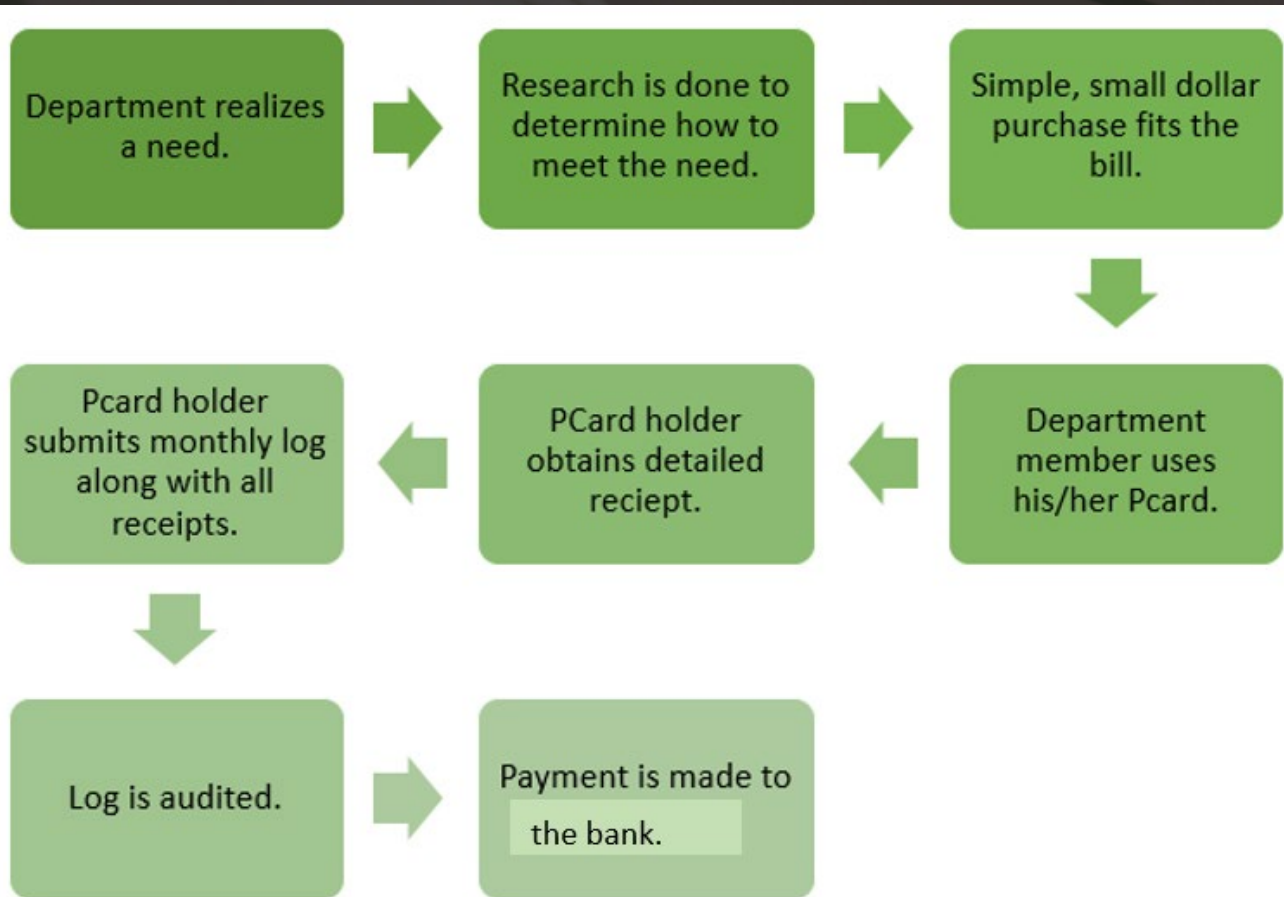 Department realizes
a need.
Research is done to
determine how to
meet the need.
Simple, small dollar
purchase fits the
bill.
Department
member uses
his/her Pcard.
PCard holder
obtains detailed
reciept.
Pcard holder
submits monthly log
along with all
receipts.
Log is audited.
Payment is made to
the bank.